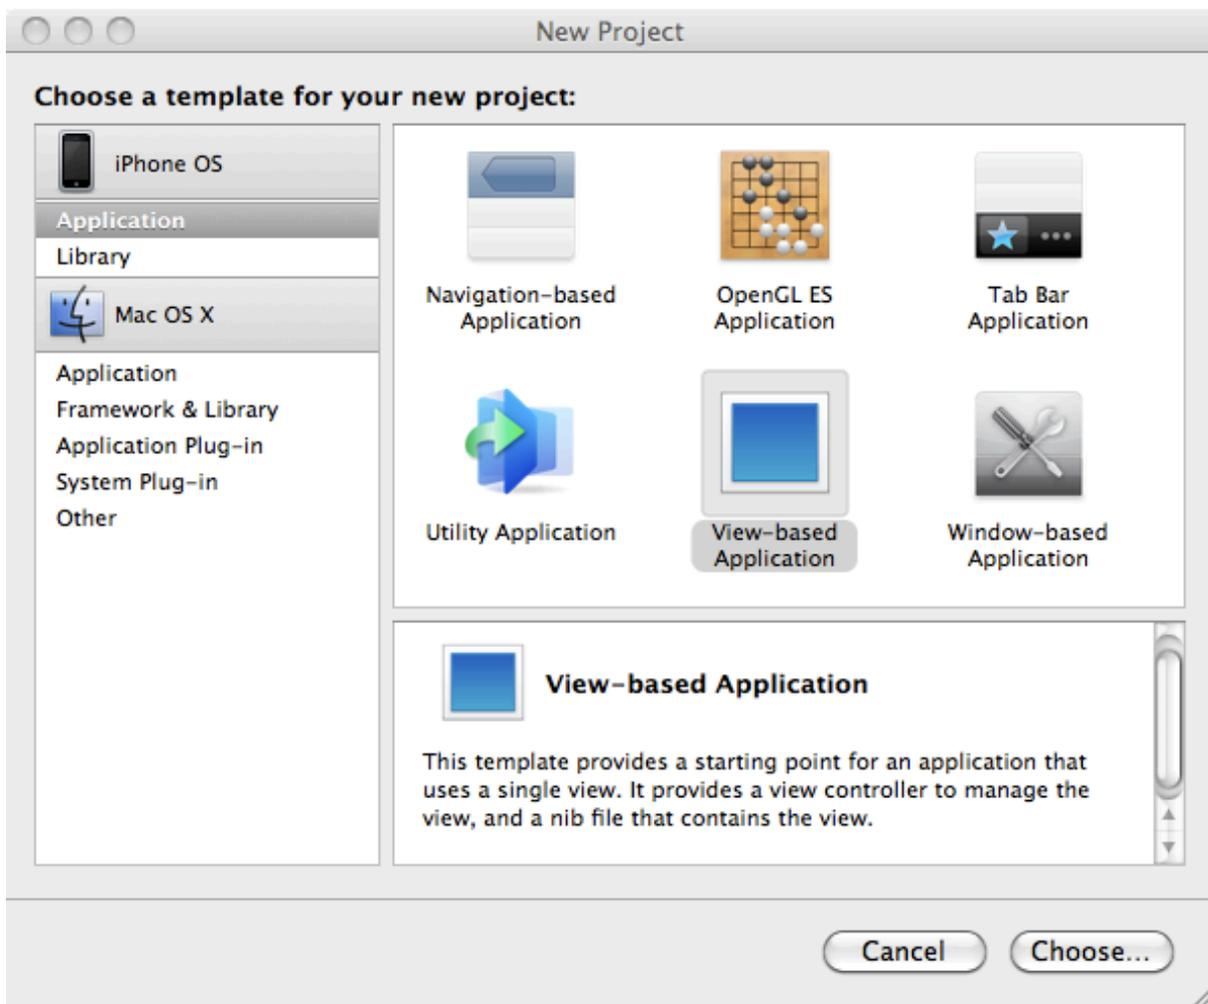 New Project
Choose a template for your new project:
iPhone OS
Application
Library
Mac OS X
Application
Framework & Library
Application Plug-in
System Plug-in
Other
Navigation-based
Application
OpenGL ES
Application
Tab Bar
Application
Utility Application
View-based
Application
Window-based
Application
View-based Application
This template provides a starting point for an application that
uses a single view. It provides a view controller to manage the
view, and a nib file that contains the view.
Cancel
Choose...